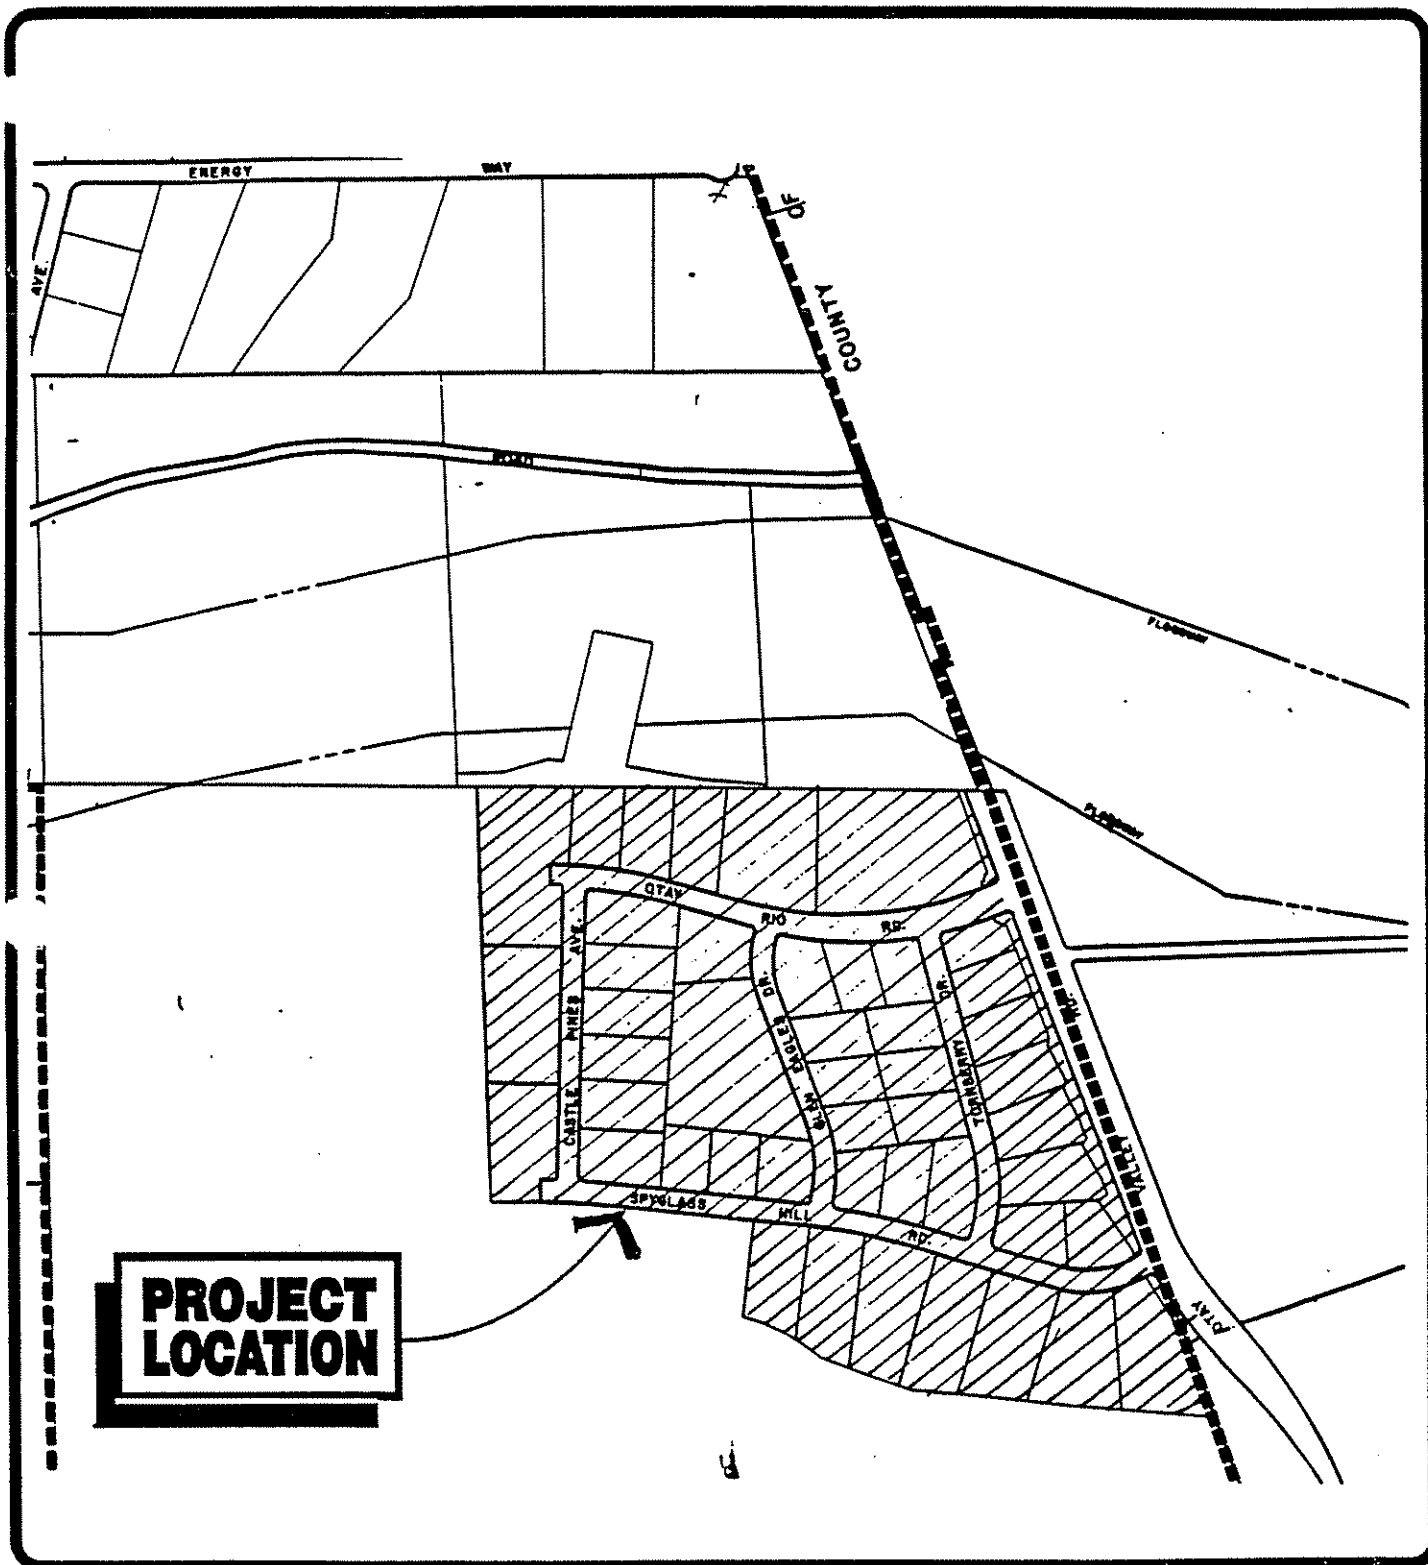 ENERGY WAY
AVE.
OF
COUNTY
ROAD
FLOODWAY
FLOODWAY
OTAY RIO RD.
CASTLE PINES AVE.
GLEN EAGLES DR.
TURNBERRY DR.
SPYGLASS HILL RD.
OTAY VALLEY RD.
PROJECT
LOCATION